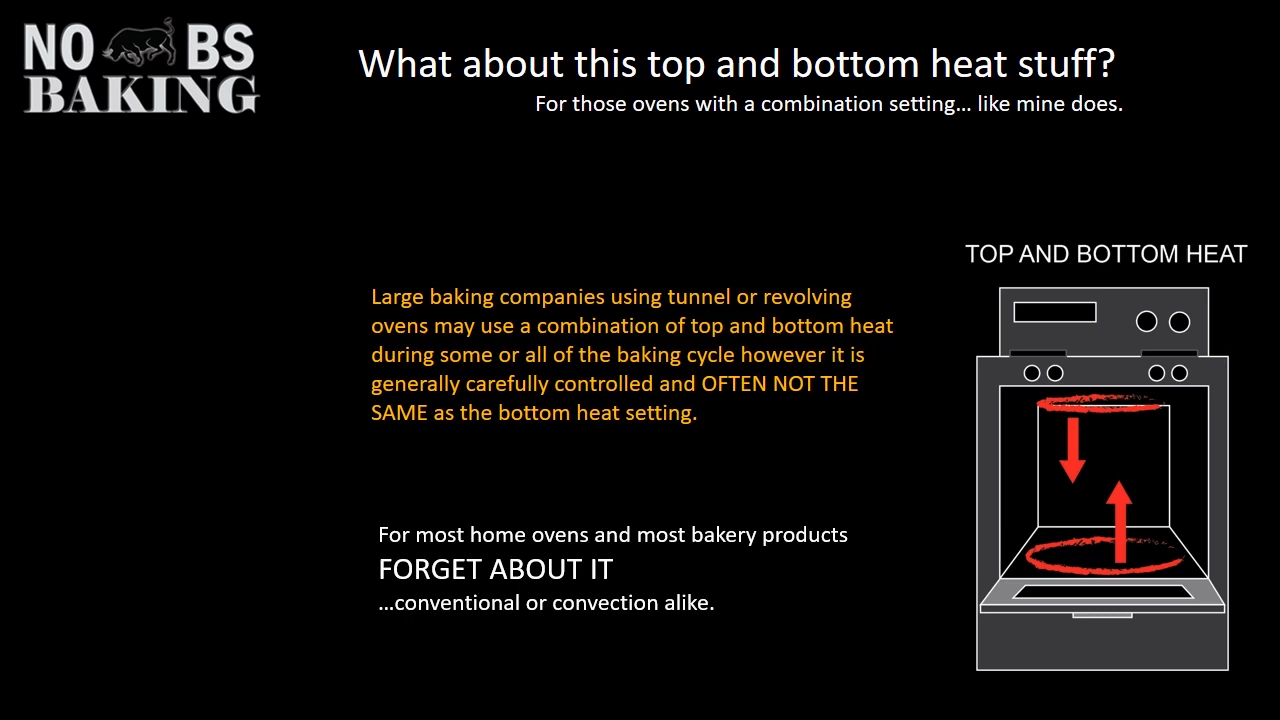 NO BS
BAKING
What about this top and bottom heat stuff?
For those ovens with a combination setting… like mine does.
TOP AND BOTTOM HEAT
Large baking companies using tunnel or revolving
ovens may use a combination of top and bottom heat
during some or all of the baking cycle however it is
generally carefully controlled and OFTEN NOT THE
SAME as the bottom heat setting.
For most home ovens and most bakery products
FORGET ABOUT IT
…conventional or convection alike.